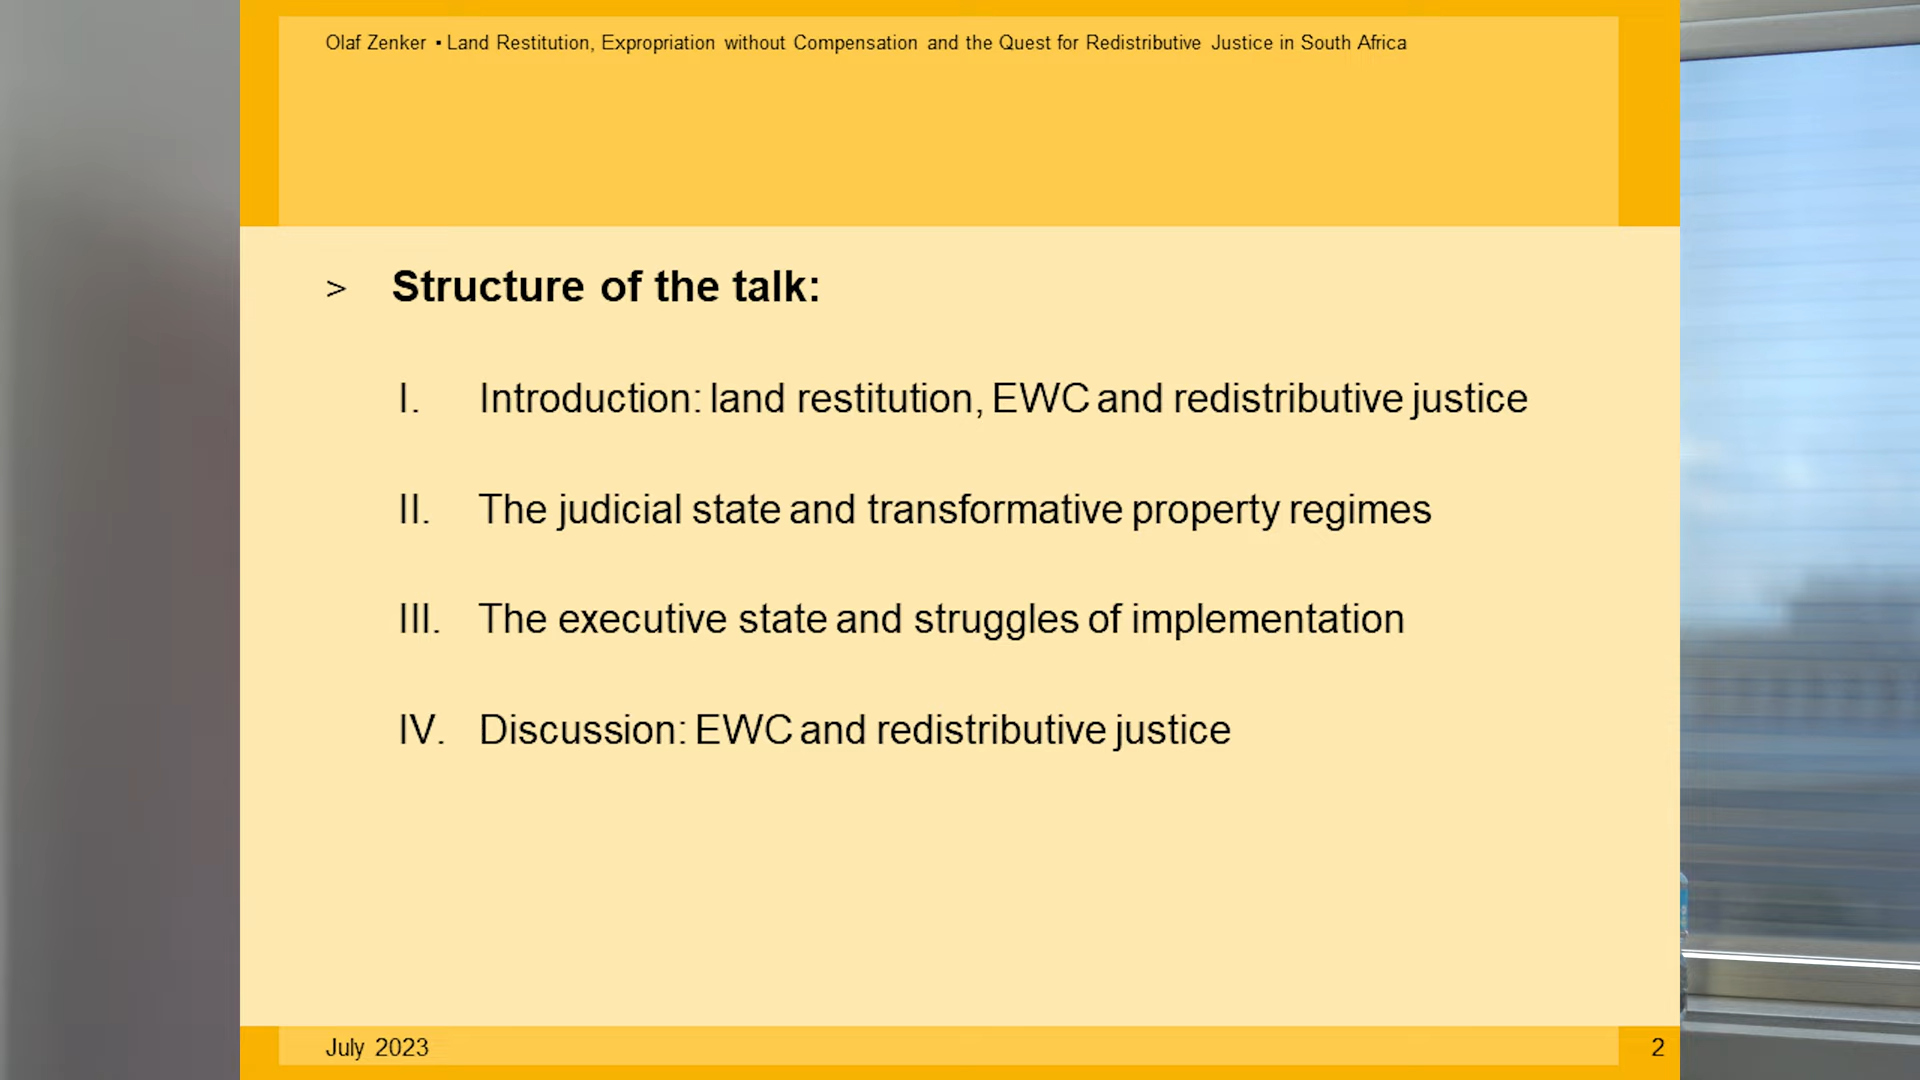 Olaf Zenker ▪ Land Restitution, Expropriation without Compensation and the Quest for Redistributive Justice in South Africa
> Structure of the talk:
I. Introduction: land restitution, EWC and redistributive justice
II. The judicial state and transformative property regimes
III. The executive state and struggles of implementation
IV. Discussion: EWC and redistributive justice
July 2023
2